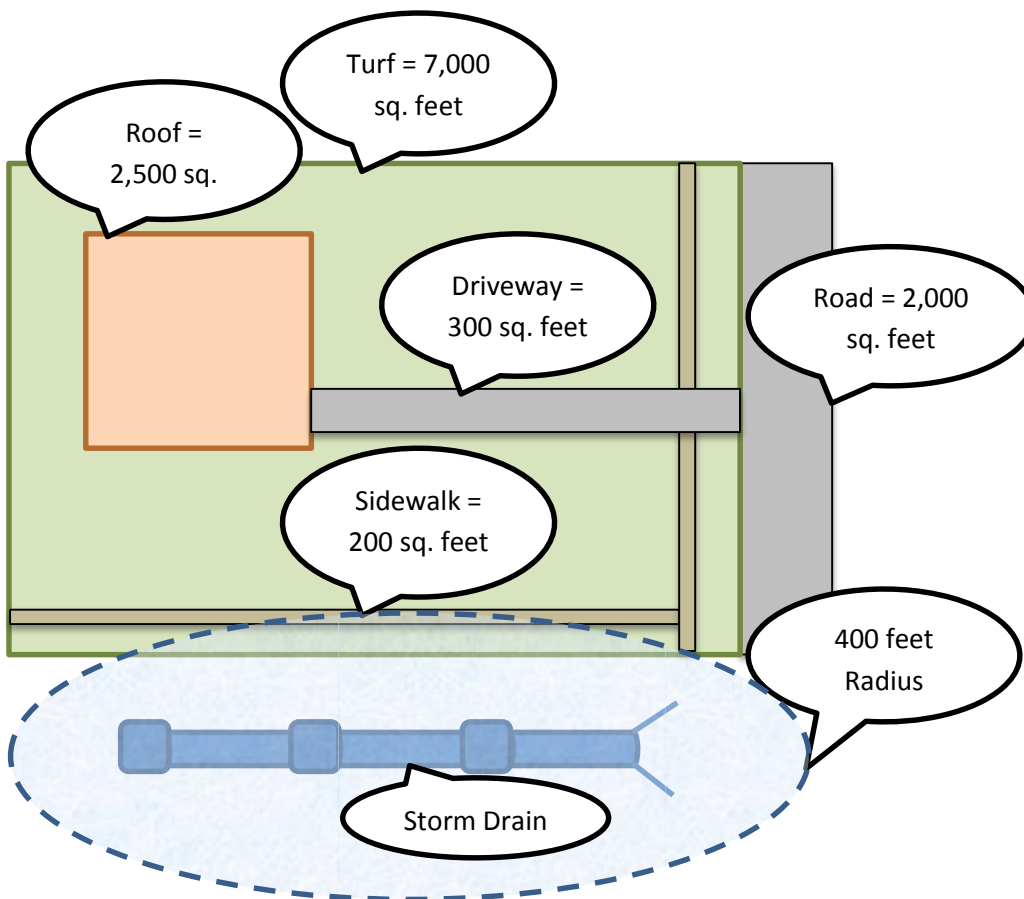 Turf = 7,000
sq. feet
Roof =
2,500 sq.
Driveway =
300 sq. feet
Road = 2,000
sq. feet
Sidewalk =
200 sq. feet
400 feet
Radius
Storm Drain